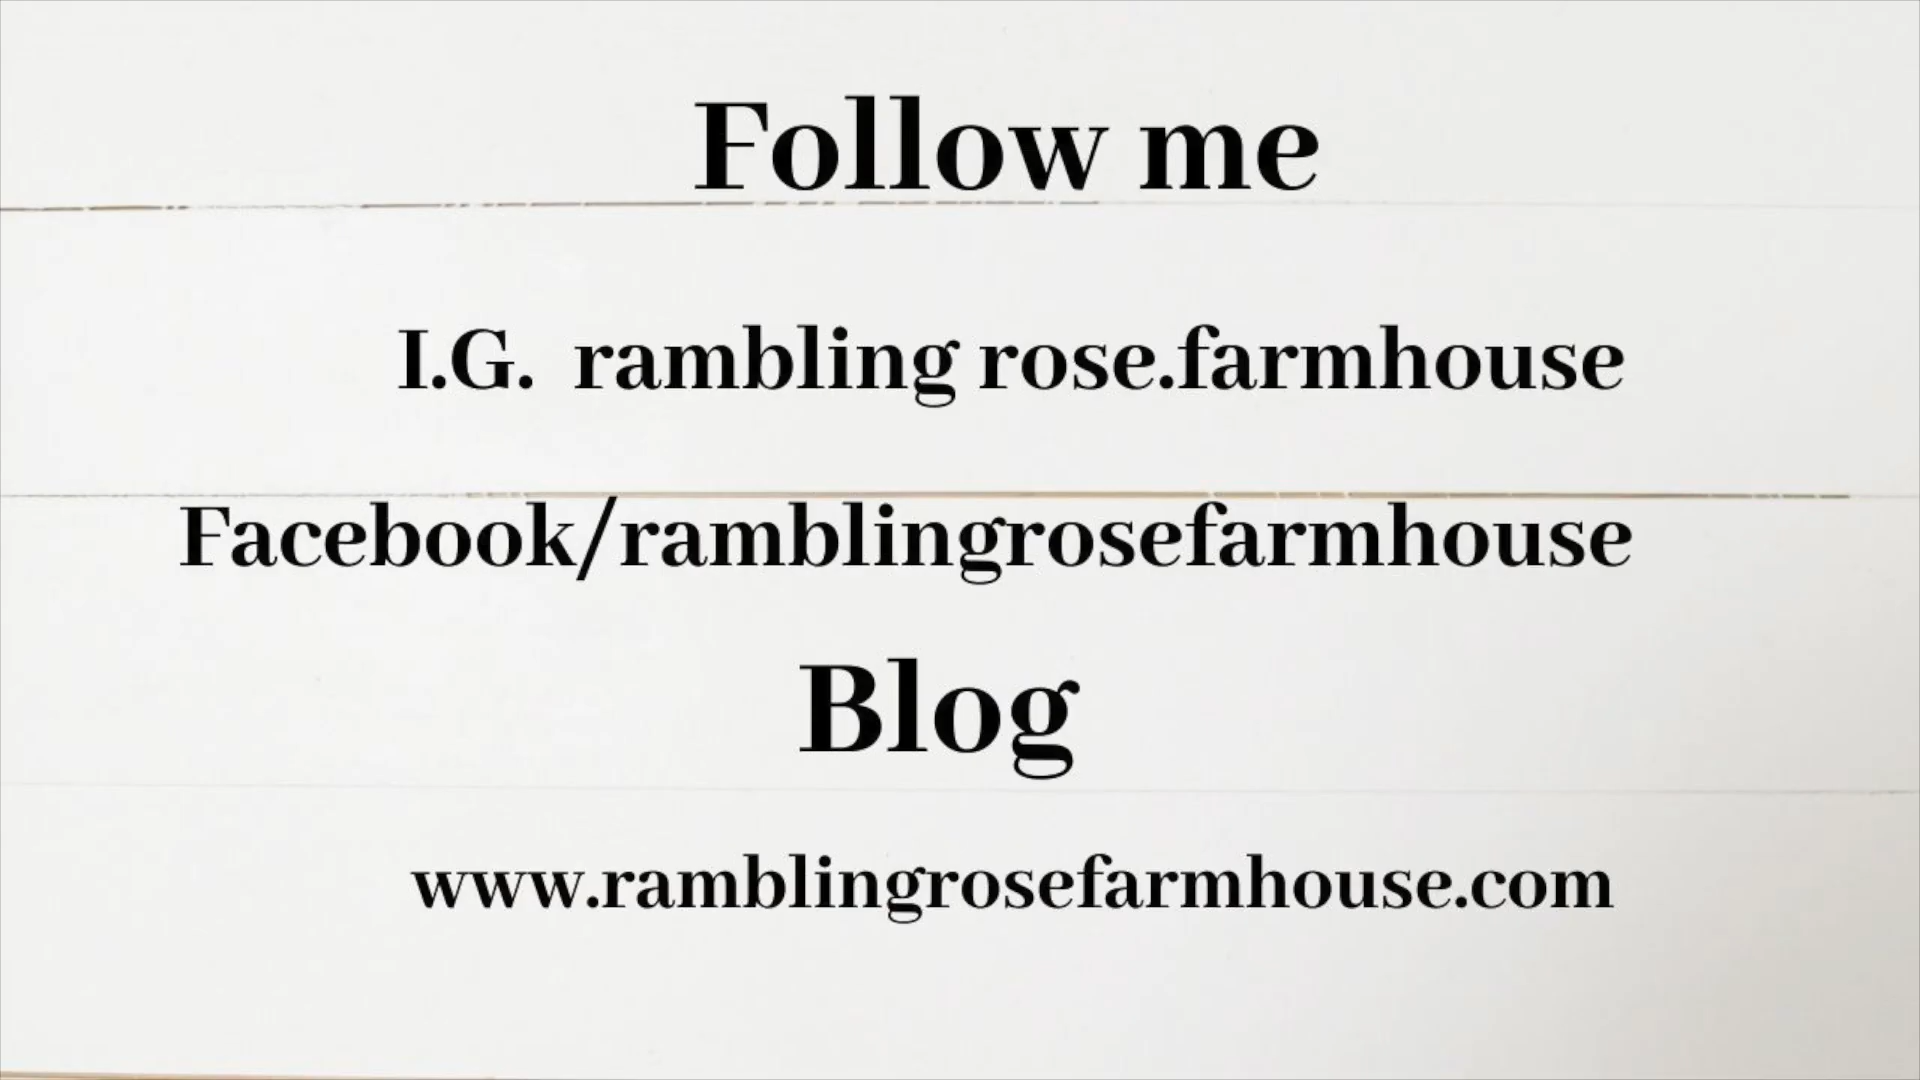 Follow me
I.G. rambling rose.farmhouse
Facebook/ramblingrosefarmhouse
Blog
www.ramblingrosefarmhouse.com